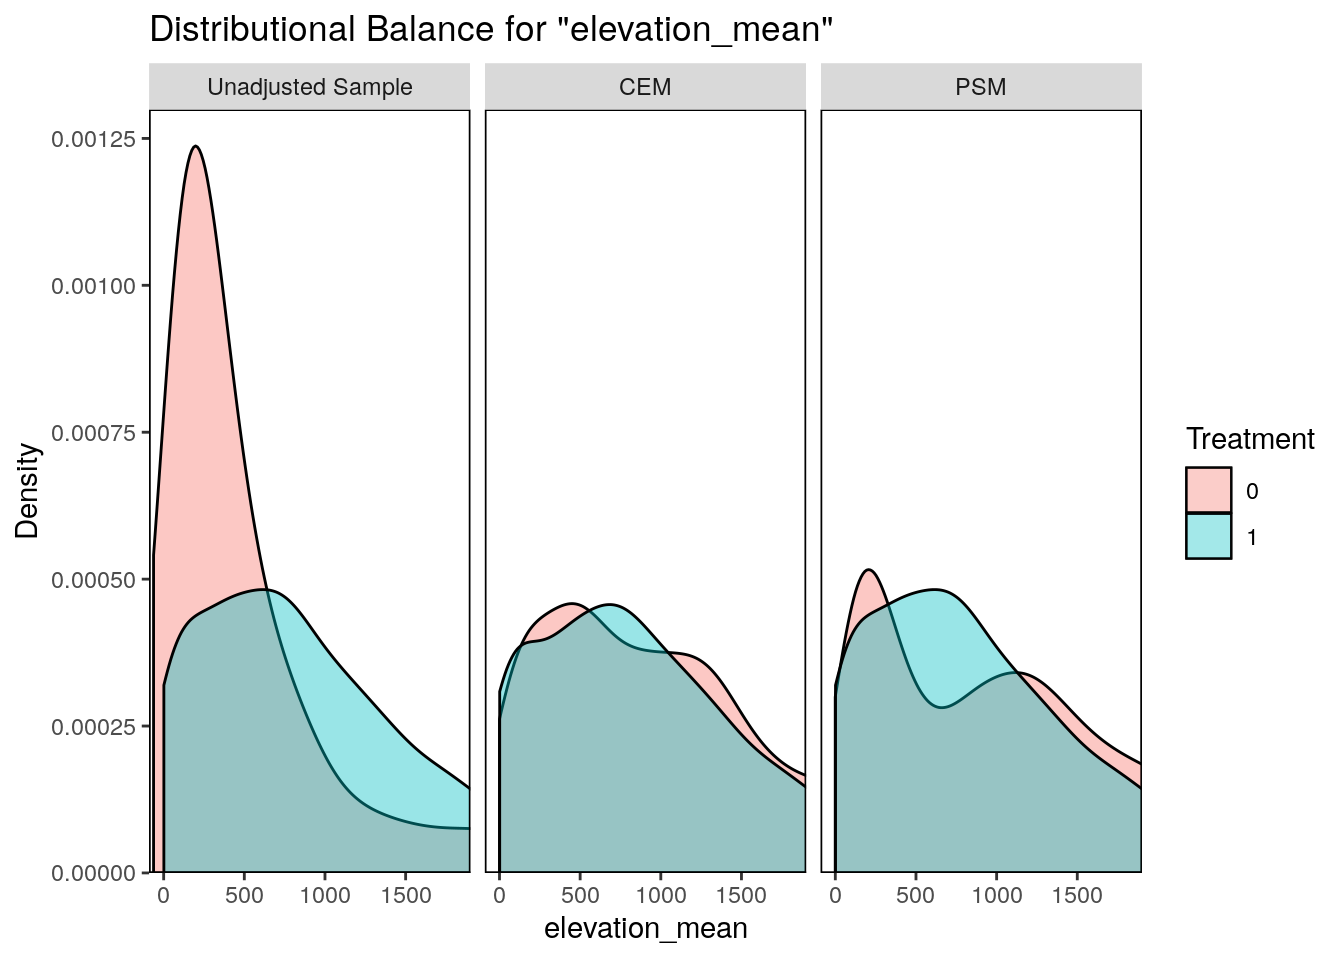 Distributional Balance for "elevation_mean"
Unadjusted Sample
CEM
PSM
Density
0.00125
0.00100
0.00075
0.00050
0.00025
0.00000
0 500 1000 1500
0 500 1000 1500
0 500 1000 1500
elevation_mean
Treatment
0
1